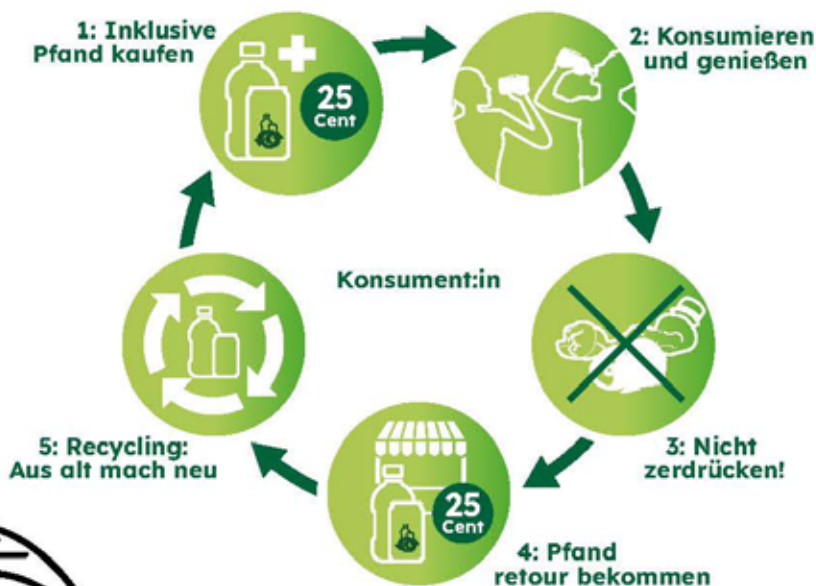 1: Inklusive
Pfand kaufen
25
Cent
2: Konsumieren
und genießen
Konsument:in
3: Nicht
zerdrücken!
25
Cent
4: Pfand
retour bekommen
5: Recycling:
Aus alt mach neu